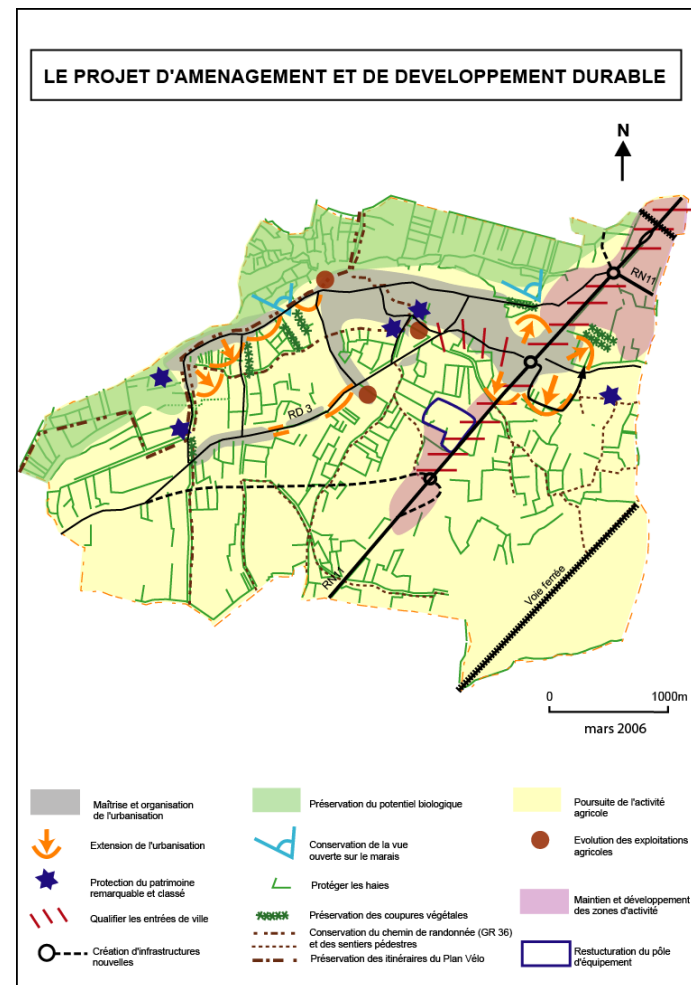 LE PROJET D'AMENAGEMENT ET DE DEVELOPPEMENT DURABLE
N
RN11
RD 3
RN11
Voie ferrée
0 1000m
mars 2006
Maîtrise et organisation
de l'urbanisation
Extension de l'urbanisation
Protection du patrimoine
remarquable et classé
Qualifier les entrées de ville
Création d'infrastructures
nouvelles
Préservation du potentiel biologique
Conservation de la vue
ouverte sur le marais
Protéger les haies
Préservation des coupures végétales
Conservation du chemin de randonnée (GR 36)
et des sentiers pédestres
Préservation des itinéraires du Plan Vélo
Poursuite de l'activité
agricole
Evolution des exploitations
agricoles
Maintien et développement
des zones d'activité
Restucturation du pôle
d'équipement